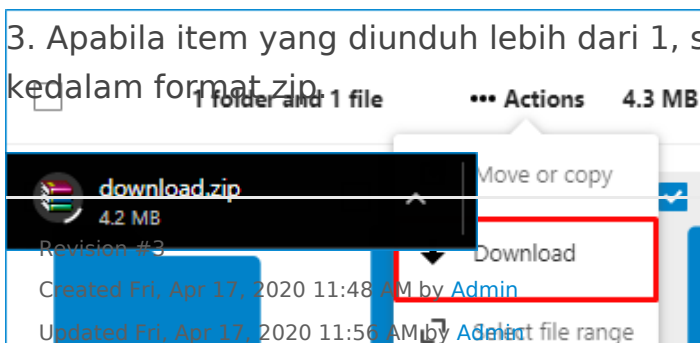 3. Apabila item yang diunduh lebih dari 1, s
kedalam format zip.
1 folder and 1 file
••• Actions
4.3 MB
Move or copy
download.zip
4.2 MB
Download
Revision #3
Created Fri, Apr 17, 2020 11:48 AM by Admin
Updated Fri, Apr 17, 2020 11:56 AM by Admin
Select file range